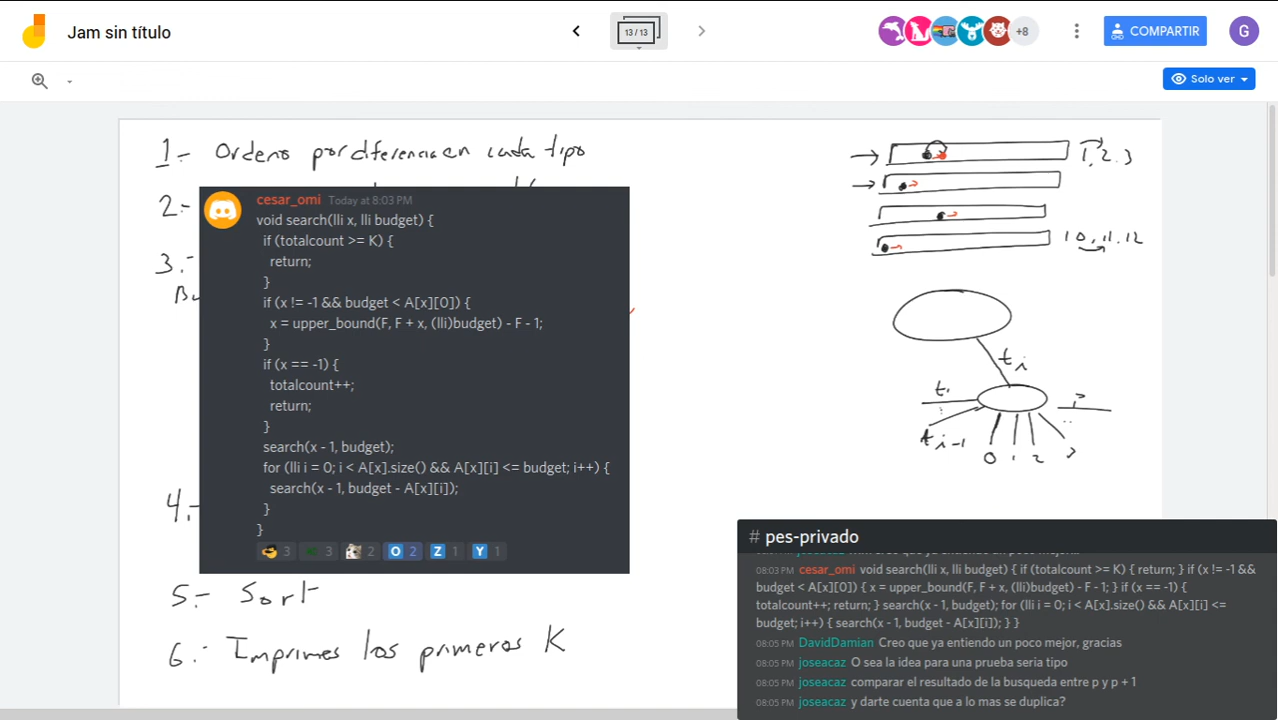 Jam sin título
13 / 13
+8
COMPARTIR
G
Solo ver
1.- Ordeno por diferencia en cada tipo
2.-
3.-
4.-
5.- Sort
6.- Imprimes los primeros K
cesar_omi Today at 8:03 PM
void search(lli x, lli budget) {
if (totalcount >= K) {
return;
}
if (x != -1 && budget < A[x][0]) {
x = upper_bound(F, F + x, (lli)budget) - F - 1;
}
if (x == -1) {
totalcount++;
return;
}
search(x - 1, budget);
for (lli i = 0; i < A[x].size() && A[x][i] <= budget; i++) {
search(x - 1, budget - A[x][i]);
}
}
3 3 2 O 2 Z 1 Y 1
1, 2, 3
10, 11, 12
ti
ti-1
0 1 2
# pes-privado
08:03 PM cesar_omi void search(lli x, lli budget) { if (totalcount >= K) { return; } if (x != -1 &&
budget < A[x][0]) { x = upper_bound(F, F + x, (lli)budget) - F - 1; } if (x == -1) {
totalcount++; return; } search(x - 1, budget); for (lli i = 0; i < A[x].size() && A[x][i] <=
budget; i++) { search(x - 1, budget - A[x][i]); } }
08:05 PM DavidDamian Creo que ya entiendo un poco mejor, gracias
08:05 PM joseacaz O sea la idea para una prueba seria tipo
08:05 PM joseacaz comparar el resultado de la busqueda entre p y p + 1
08:05 PM joseacaz y darte cuenta que a lo mas se duplica?